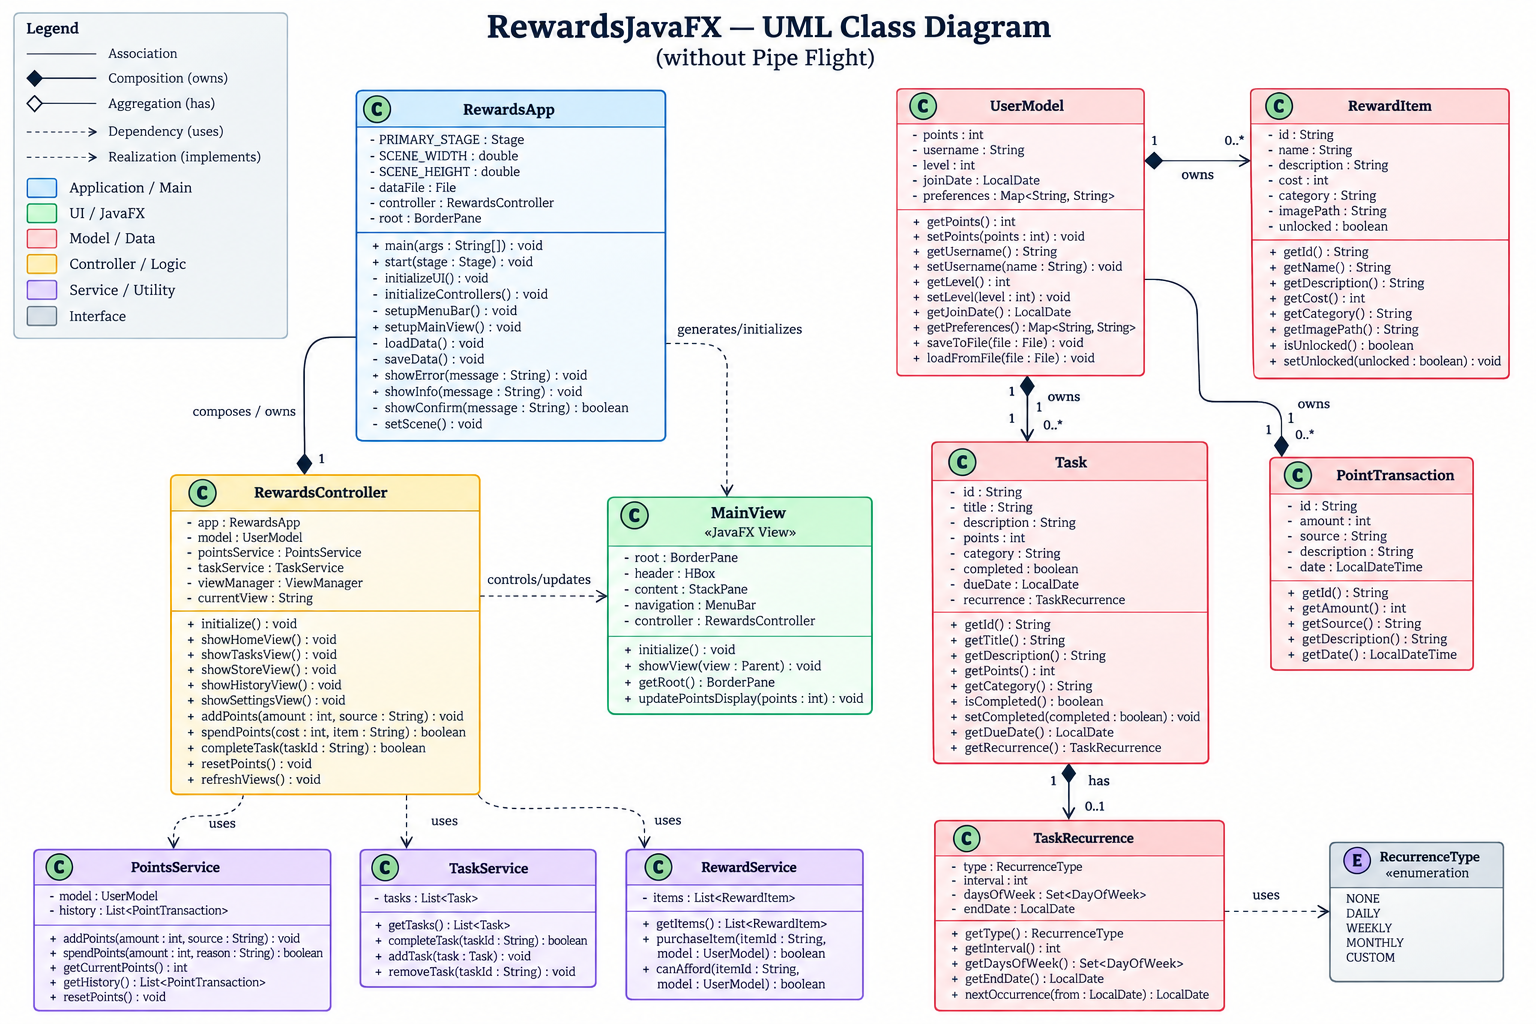 RewardsJavaFX — UML Class Diagram
(without Pipe Flight)
Legend
Association
Composition (owns)
Aggregation (has)
Dependency (uses)
Realization (implements)
Application / Main
UI / JavaFX
Model / Data
Controller / Logic
Service / Utility
Interface
C RewardsApp
- PRIMARY_STAGE : Stage
- SCENE_WIDTH : double
- SCENE_HEIGHT : double
- dataFile : File
- controller : RewardsController
- root : BorderPane
+ main(args : String[]) : void
+ start(stage : Stage) : void
- initializeUI() : void
- initializeControllers() : void
- setupMenuBar() : void
+ setupMainView() : void
- loadData() : void
- saveData() : void
+ showError(message : String) : void
+ showInfo(message : String) : void
- showConfirm(message : String) : boolean
- setScene() : void
generates/initializes
composes / owns
1
C RewardsController
- app : RewardsApp
- model : UserModel
- pointsService : PointsService
- taskService : TaskService
- viewManager : ViewManager
- currentView : String
+ initialize() : void
+ showHomeView() : void
+ showTasksView() : void
+ showStoreView() : void
+ showHistoryView() : void
+ showSettingsView() : void
+ addPoints(amount : int, source : String) : void
+ spendPoints(cost : int, item : String) : boolean
+ completeTask(taskId : String) : boolean
+ resetPoints() : void
+ refreshViews() : void
controls/updates
C MainView
«JavaFX View»
- root : BorderPane
- header : HBox
- content : StackPane
- navigation : MenuBar
- controller : RewardsController
+ initialize() : void
+ showView(view : Parent) : void
+ getRoot() : BorderPane
+ updatePointsDisplay(points : int) : void
uses
uses
uses
C PointsService
- model : UserModel
- history : List<PointTransaction>
+ addPoints(amount : int, source : String) : void
+ spendPoints(amount : int, reason : String) : boolean
+ getCurrentPoints() : int
+ getHistory() : List<PointTransaction>
+ resetPoints() : void
C TaskService
- tasks : List<Task>
+ getTasks() : List<Task>
+ completeTask(taskId : String) : boolean
+ addTask(task : Task) : void
+ removeTask(taskId : String) : void
C RewardService
- items : List<RewardItem>
+ getItems() : List<RewardItem>
+ purchaseItem(itemId : String,
model : UserModel) : boolean
+ canAfford(itemId : String,
model : UserModel) : boolean
C UserModel
- points : int
- username : String
- level : int
- joinDate : LocalDate
- preferences : Map<String, String>
+ getPoints() : int
+ setPoints(points : int) : void
+ getUsername() : String
+ setUsername(name : String) : void
+ getLevel() : int
+ setLevel(level : int) : void
+ getJoinDate() : LocalDate
+ getPreferences() : Map<String, String>
+ saveToFile(file : File) : void
+ loadFromFile(file : File) : void
1
0..*
owns
C RewardItem
- id : String
- name : String
- description : String
- cost : int
- category : String
- imagePath : String
- unlocked : boolean
+ getId() : String
+ getName() : String
+ getDescription() : String
+ getCost() : int
+ getCategory() : String
+ getImagePath() : String
+ isUnlocked() : boolean
+ setUnlocked(unlocked : boolean) : void
1
owns
1
1
0..*
owns
1
1
0..*
C Task
- id : String
- title : String
- description : String
- points : int
- category : String
- completed : boolean
- dueDate : LocalDate
- recurrence : TaskRecurrence
+ getId() : String
+ getTitle() : String
+ getDescription() : String
+ getPoints() : int
+ getCategory() : String
+ isCompleted() : boolean
+ setCompleted(completed : boolean) : void
+ getDueDate() : LocalDate
+ getRecurrence() : TaskRecurrence
C PointTransaction
- id : String
- amount : int
- source : String
- description : String
- date : LocalDateTime
+ getId() : String
+ getAmount() : int
+ getSource() : String
+ getDescription() : String
+ getDate() : LocalDateTime
1
has
0..1
C TaskRecurrence
- type : RecurrenceType
- interval : int
- daysOfWeek : Set<DayOfWeek>
- endDate : LocalDate
+ getType() : RecurrenceType
+ getInterval() : int
+ getDaysOfWeek() : Set<DayOfWeek>
+ getEndDate() : LocalDate
+ nextOccurrence(from : LocalDate) : LocalDate
uses
E RecurrenceType
«enumeration
NONE
DAILY
WEEKLY
MONTHLY
CUSTOM